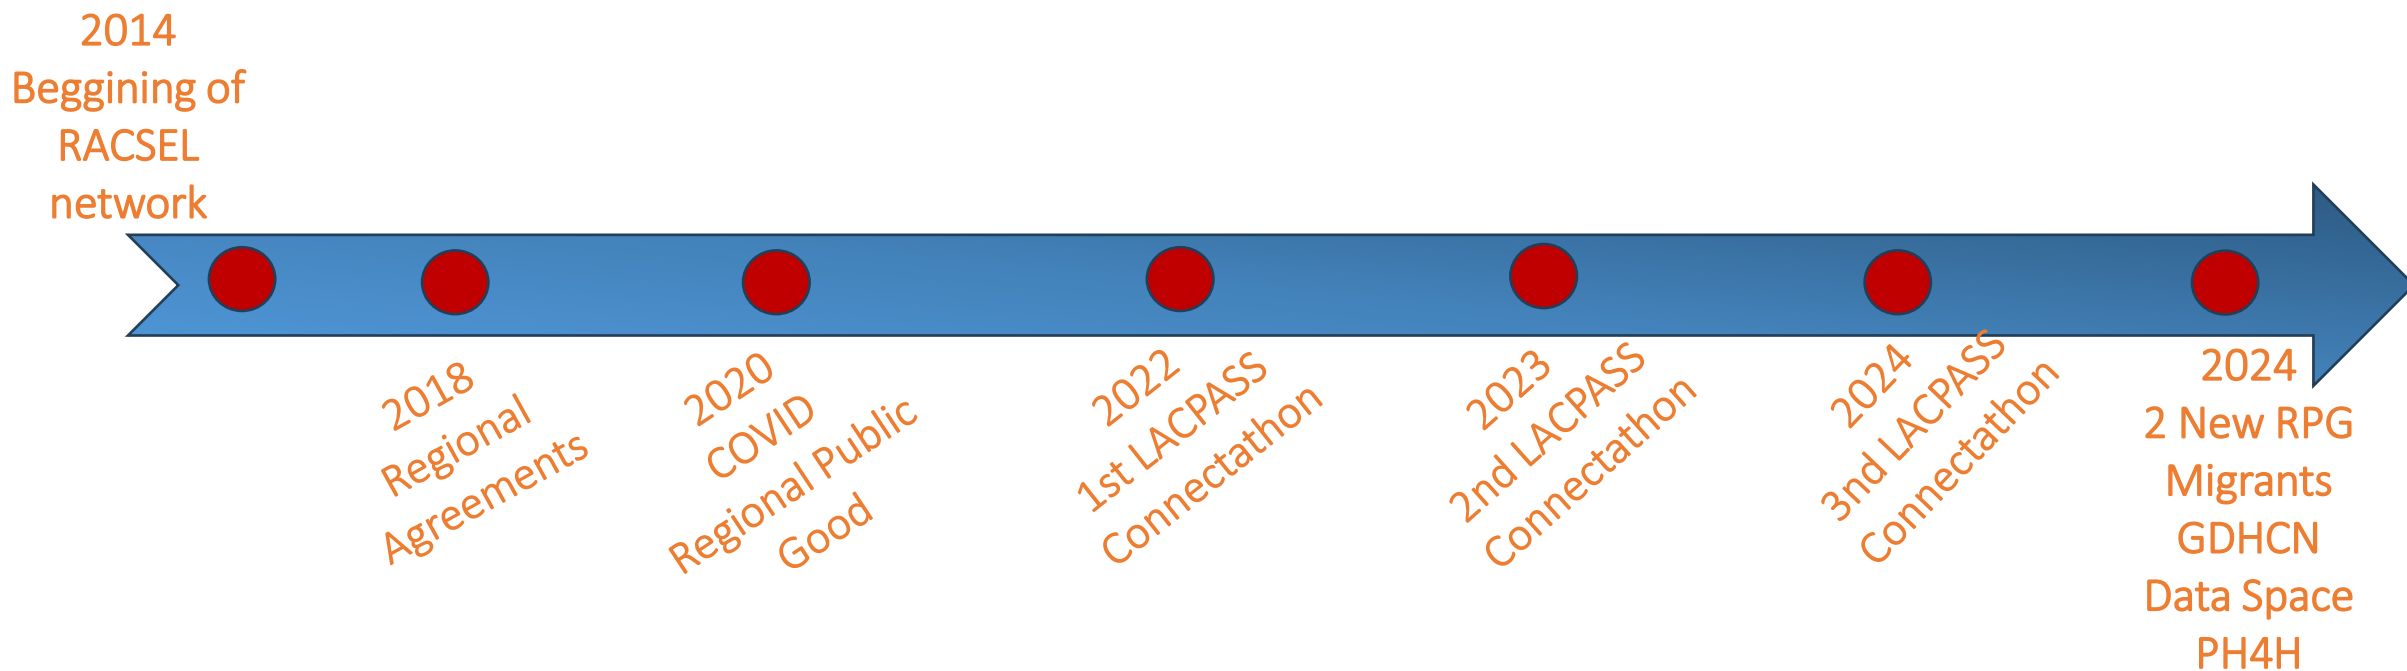 2014
Beggining of
RACSEL
network
2018
Regional
Agreements
2020
COVID
Regional Public
Good
2022
1st LACPASS
Connectathon
2023
2nd LACPASS
Connectathon
2024
3nd LACPASS
Connectathon
2024
2 New RPG
Migrants
GDHCN
Data Space
PH4H